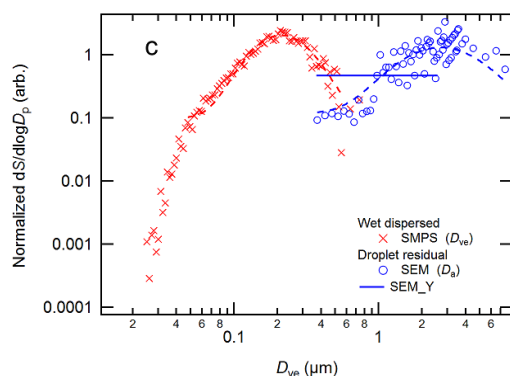 C
Normalized dS/dlogDp (arb.)
1
0.1
0.01
0.001
0.0001
Wet dispersed
SMPS (Dve)
Droplet residual
SEM (Da)
SEM_Y
2 4 6 8 2 4 6 8 2 4 6 8
0.1 1
Dve (μm)